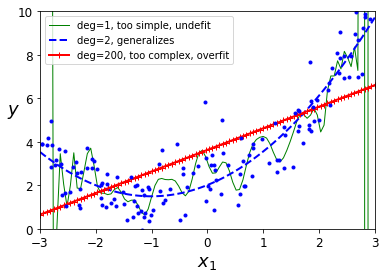 10
8
6
4
2
0
y
deg=1, too simple, undefit
deg=2, generalizes
deg=200, too complex, overfit
−3
−2
−1
0
1
2
3
x₁